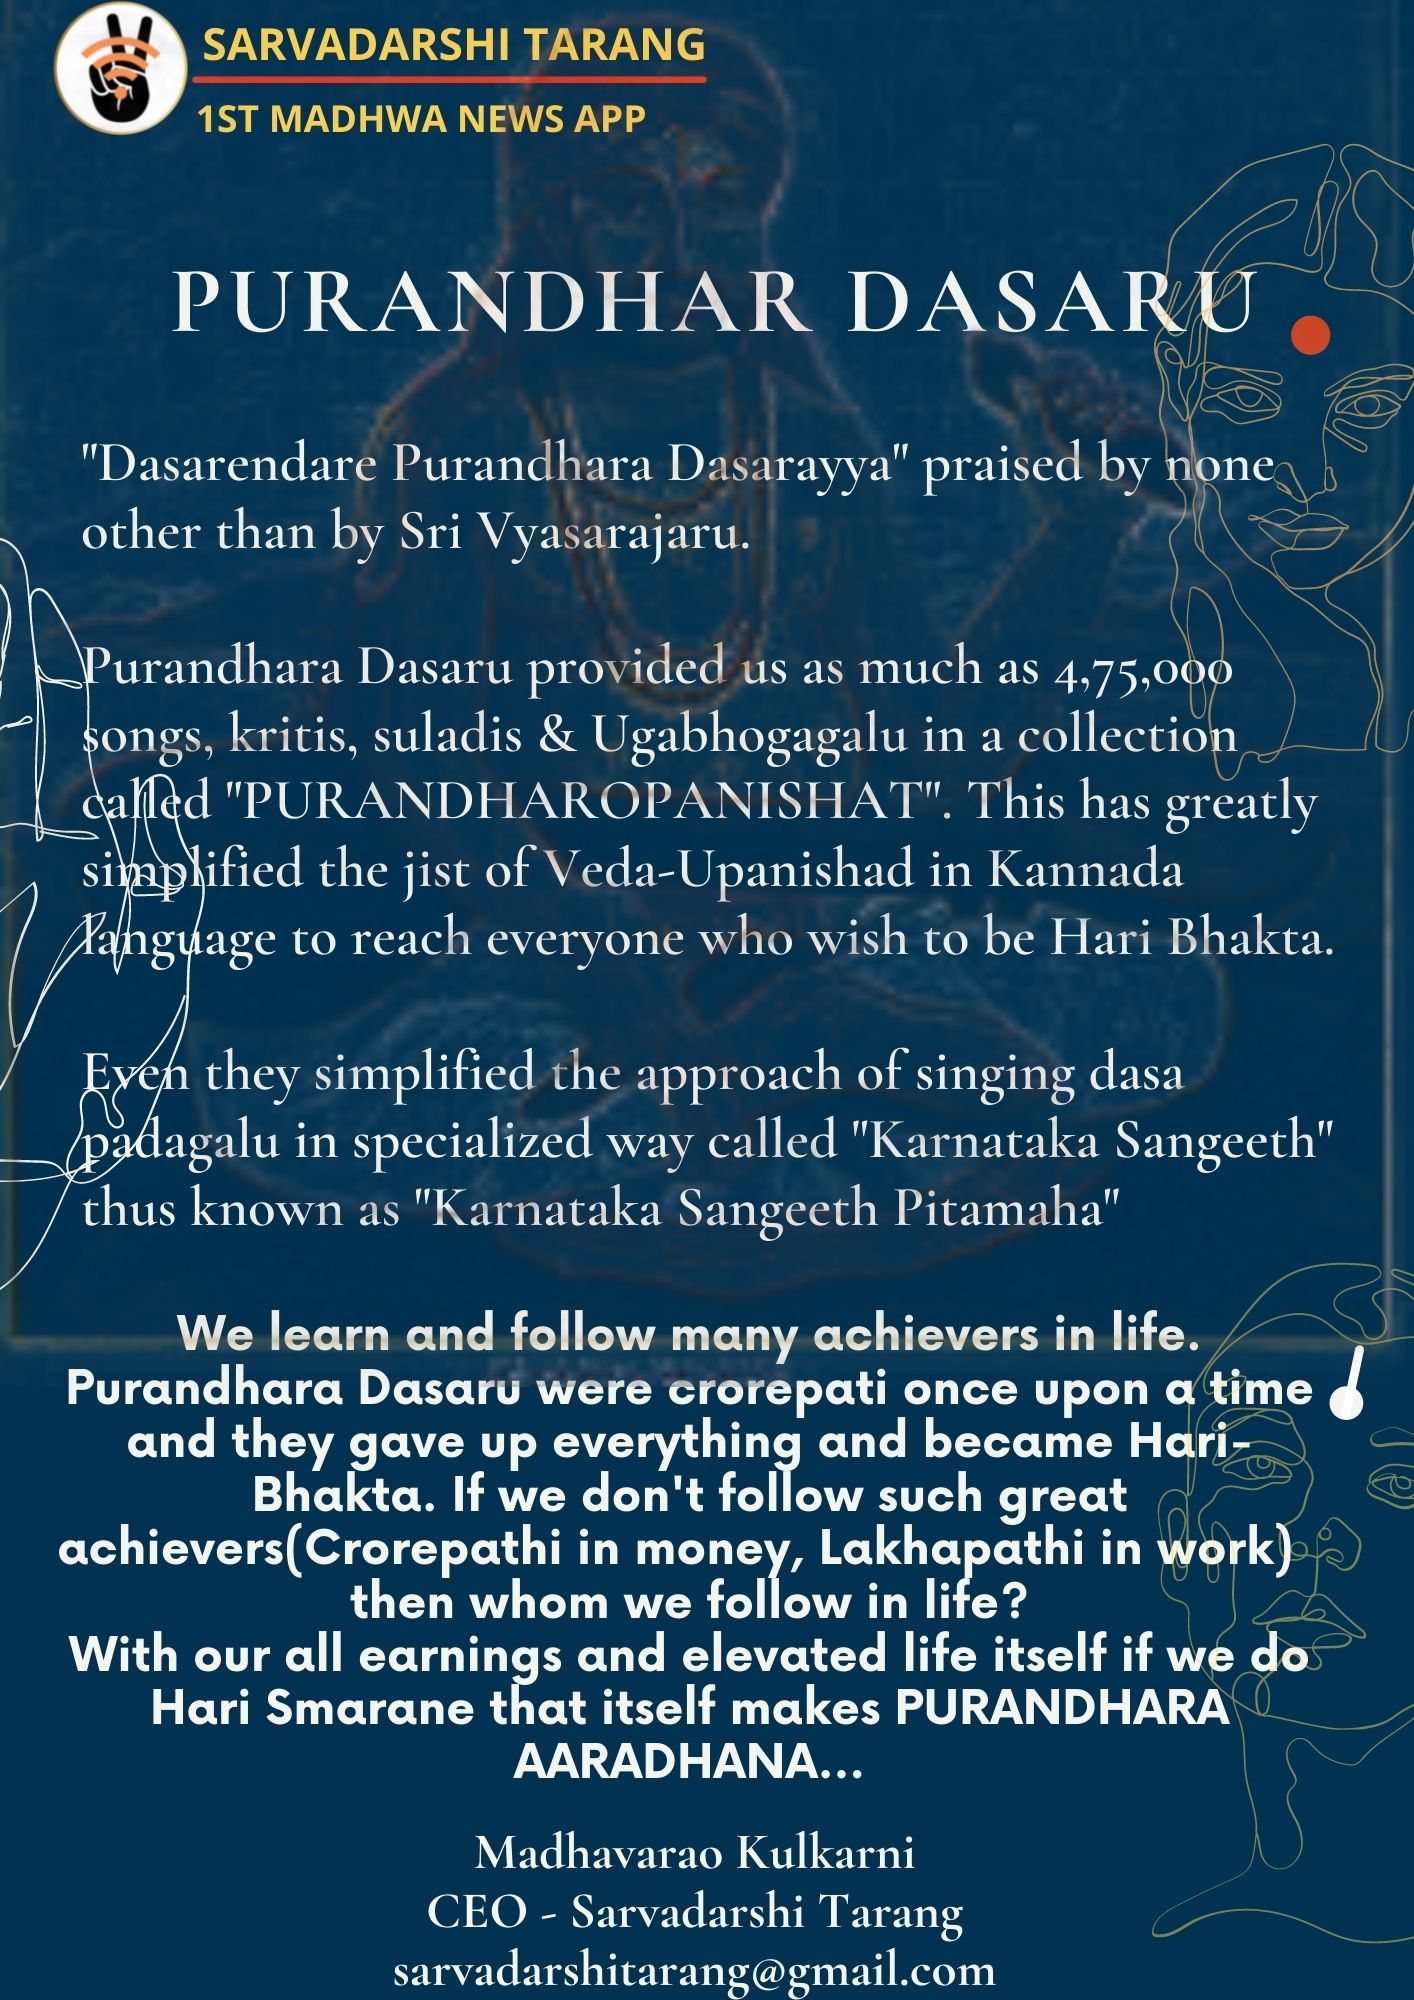 SARVADARSHI TARANG
1ST MADHWA NEWS APP
PURANDHAR DASARU
"Dasarendare Purandhara Dasarayya" praised by none
other than by Sri Vyasarajaru.
Purandhara Dasaru provided us as much as 4,75,000
songs, kritis, suladis & Ugabhogagalu in a collection
called "PURANDHAROPANISHAT". This has greatly
simplified the jist of Veda-Upanishad in Kannada
language to reach everyone who wish to be Hari Bhakta.
Even they simplified the approach of singing dasa
padagalu in specialized way called "Karnataka Sangeeth"
thus known as "Karnataka Sangeeth Pitamaha"
We learn and follow many achievers in life.
Purandhara Dasaru were crorepati once upon a time
and they gave up everything and became Hari-
Bhakta. If we don't follow such great
achievers(Crorepathi in money, Lakhapathi in work)
then whom we follow in life?
With our all earnings and elevated life itself if we do
Hari Smarane that itself makes PURANDHARA
AARADHANA...
Madhavarao Kulkarni
CEO - Sarvadarshi Tarang
sarvadarshitarang@gmail.com